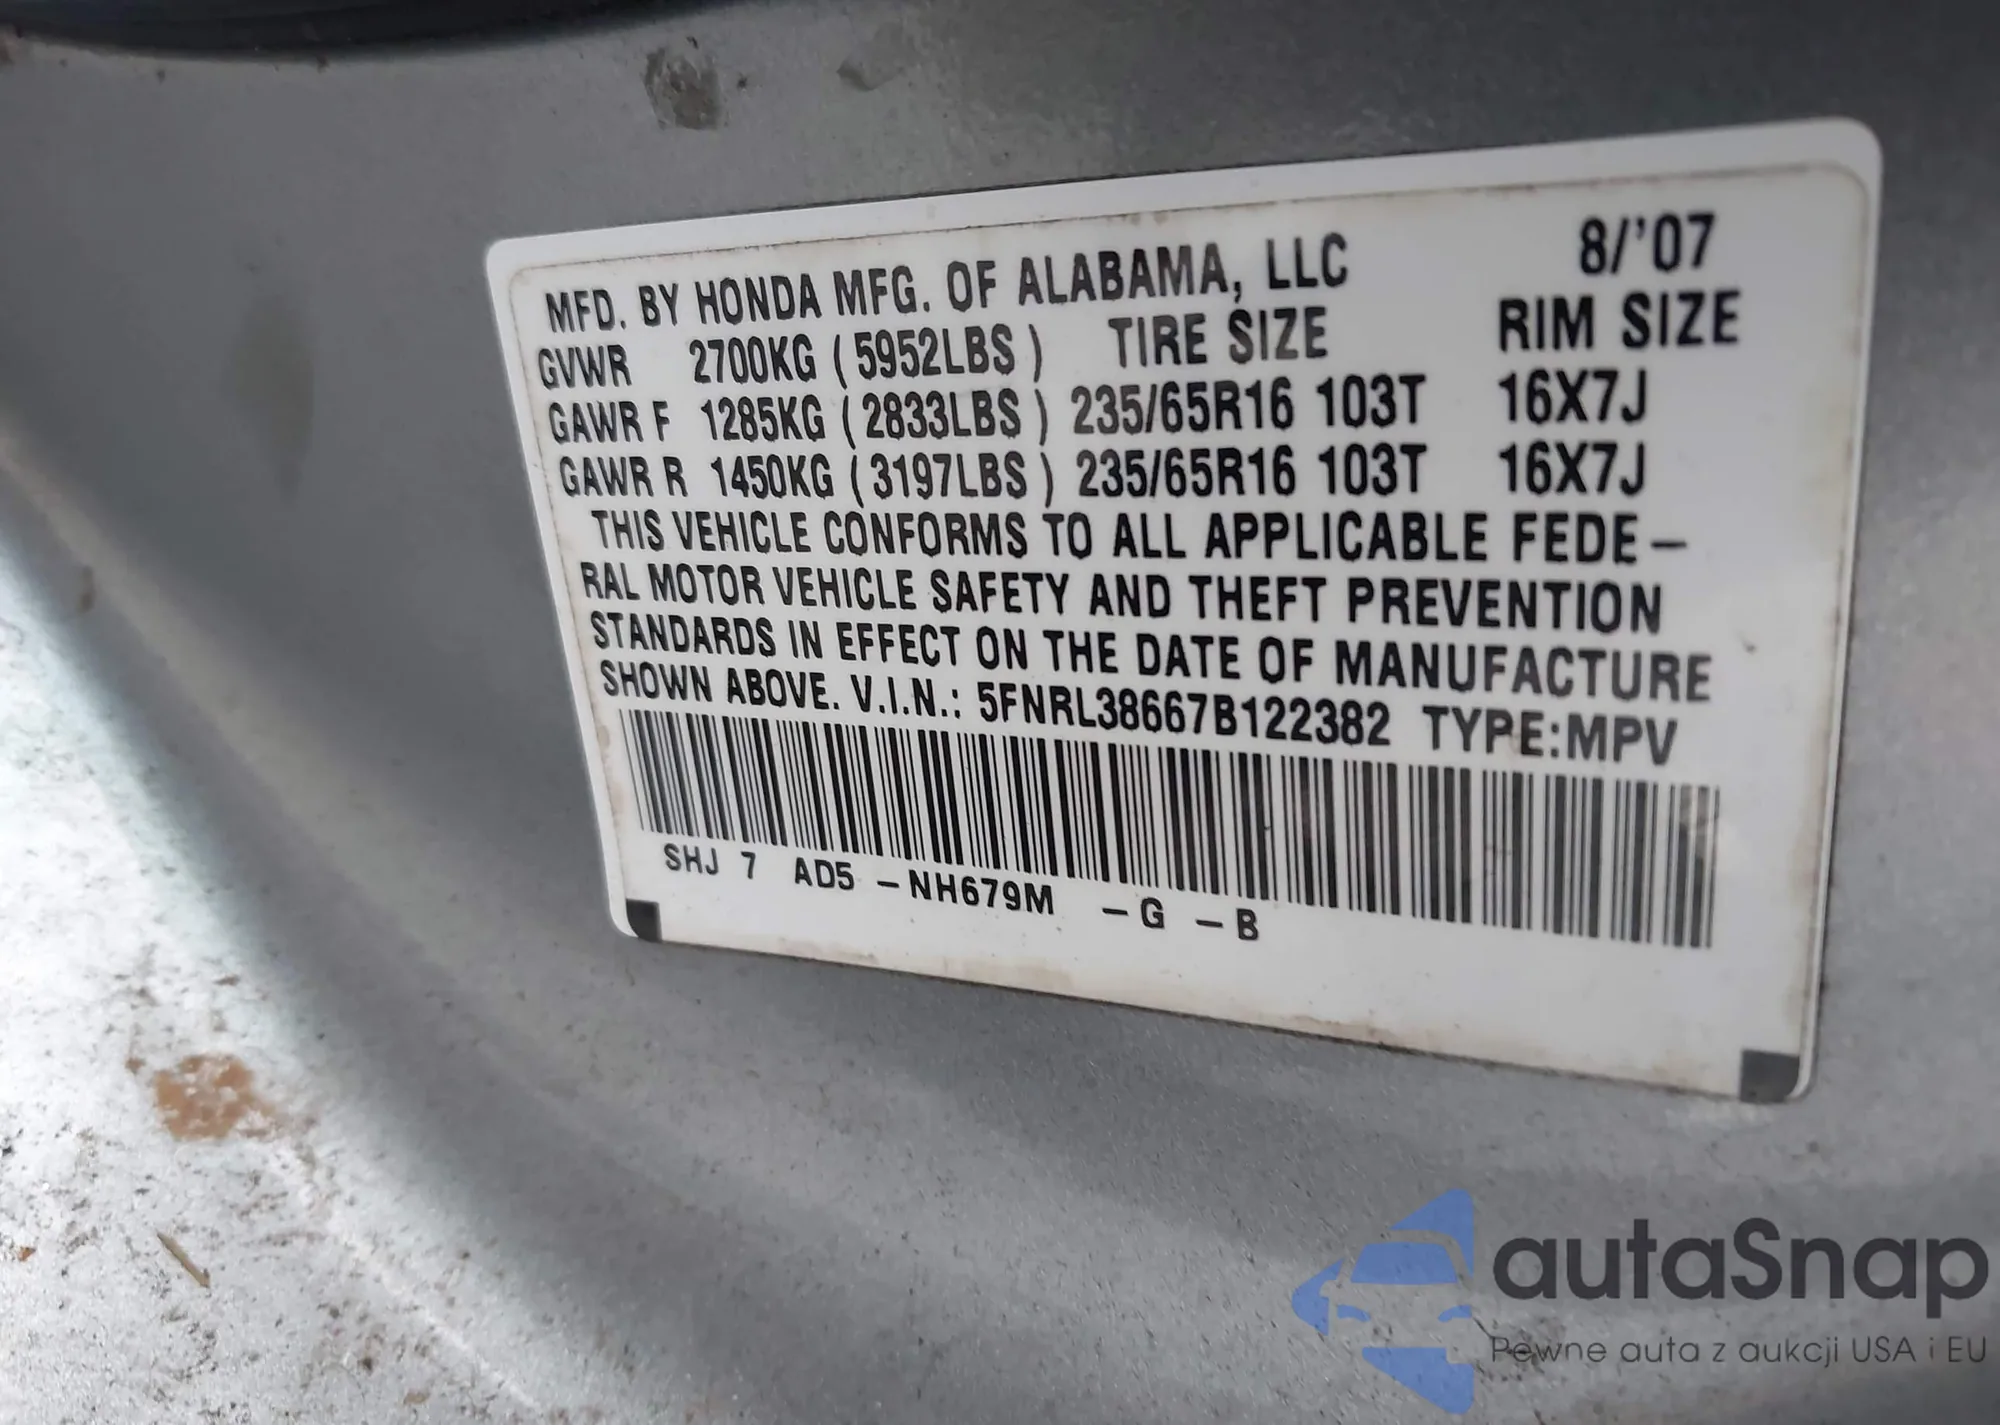 MFD. BY HONDA MFG. OF ALABAMA, LLC 8/'07
GVWR 2700KG (5952LBS) TIRE SIZE RIM SIZE
GAWR F 1285KG (2833LBS) 235/65R16 103T 16X7J
GAWR R 1450KG (3197LBS) 235/65R16 103T 16X7J
THIS VEHICLE CONFORMS TO ALL APPLICABLE FEDE-
RAL MOTOR VEHICLE SAFETY AND THEFT PREVENTION
STANDARDS IN EFFECT ON THE DATE OF MANUFACTURE
SHOWN ABOVE. V.I.N.: 5FNRL38667B122382 TYPE:MPV
SHJ 7 AD5 -NH679M -G -B
autaSnap
Pewne auta z aukcji USA i EU